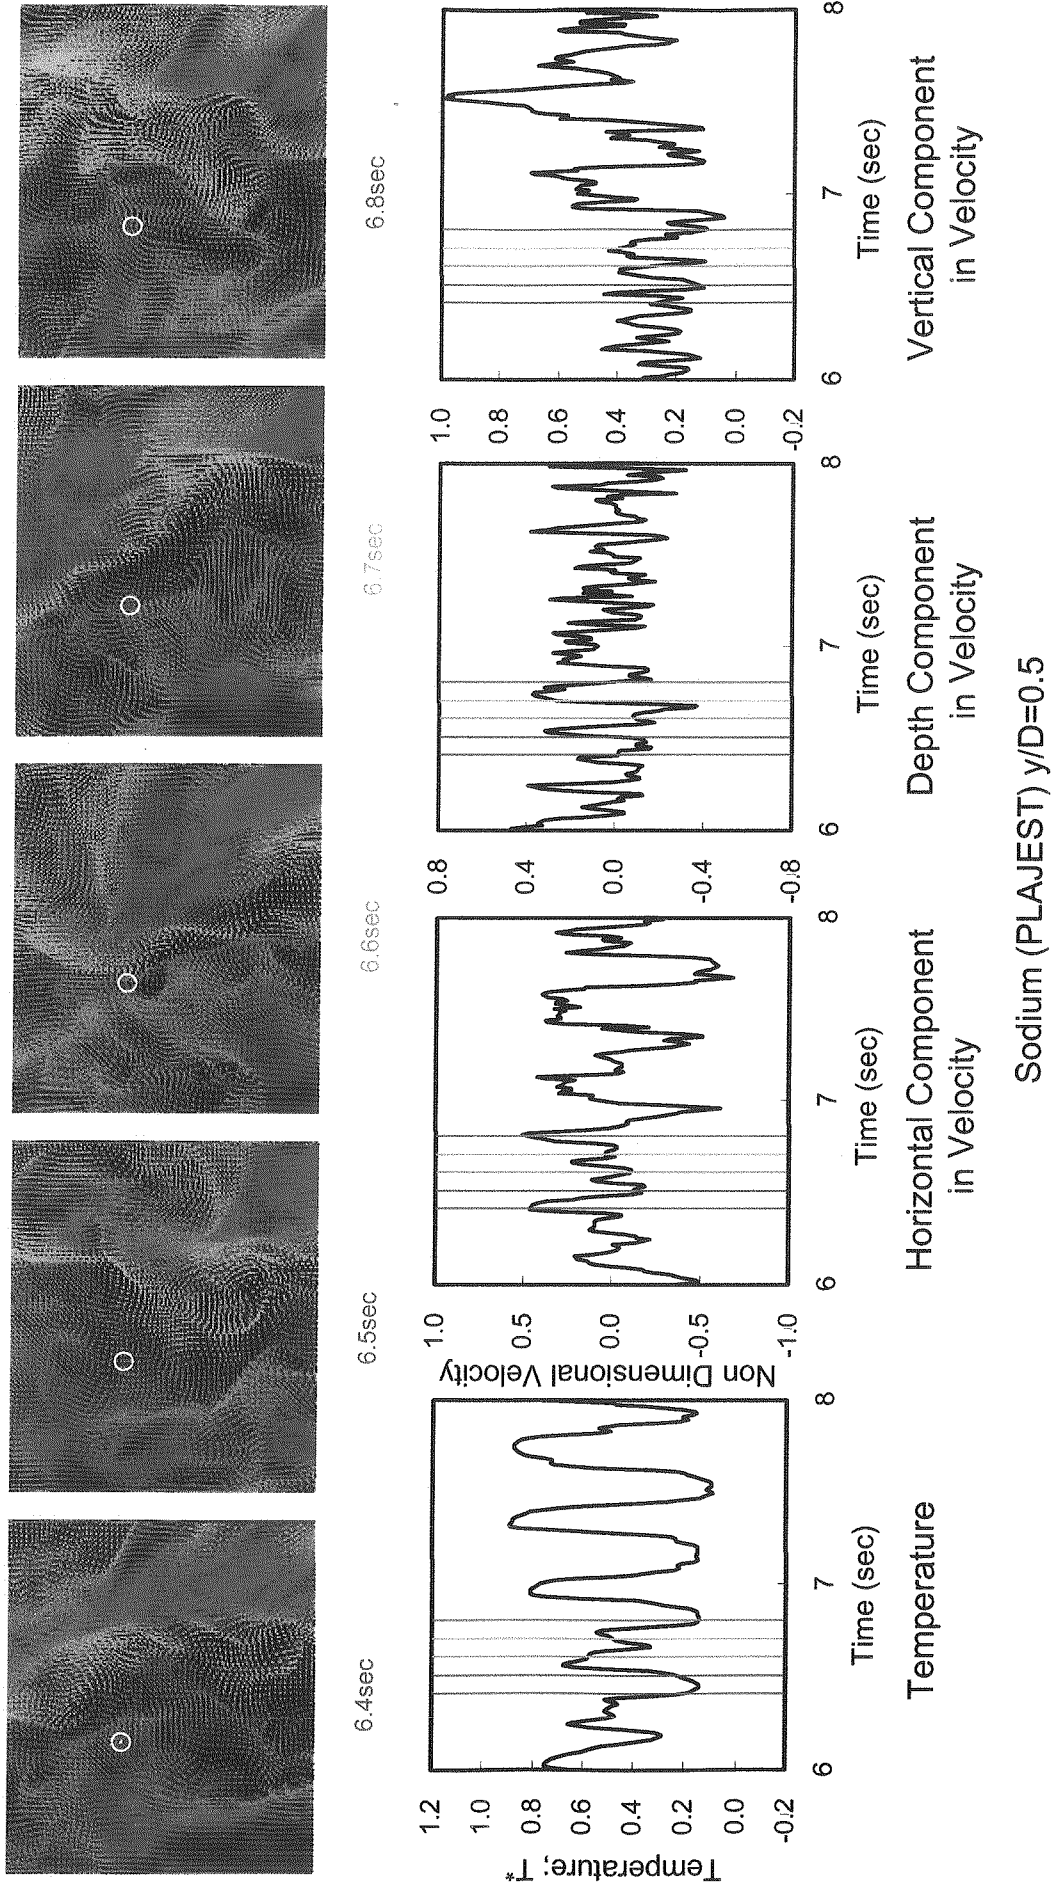 6.4sec
6.5sec
6.6sec
6.7sec
6.8sec
Temperature; T*
1.2
1.0
0.8
0.6
0.4
0.2
0.0
-0.2
6
7
8
Time (sec)
Temperature
Non Dimensional Velocity
1.0
0.5
0.0
-0.5
-1.0
6
7
8
Time (sec)
Horizontal Component
in Velocity
0.8
0.4
0.0
-0.4
-0.8
6
7
8
Time (sec)
Depth Component
in Velocity
1.0
0.8
0.6
0.4
0.2
0.0
-0.2
6
7
8
Time (sec)
Vertical Component
in Velocity
Sodium (PLAJEST) y/D=0.5